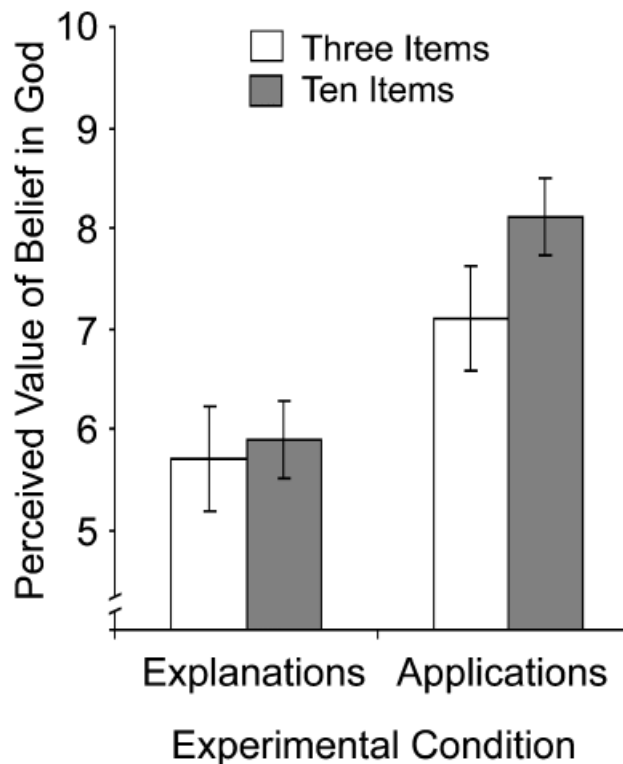 Perceived Value of Belief in God
10
9
8
7
6
5
Three Items
Ten Items
Explanations Applications
Experimental Condition